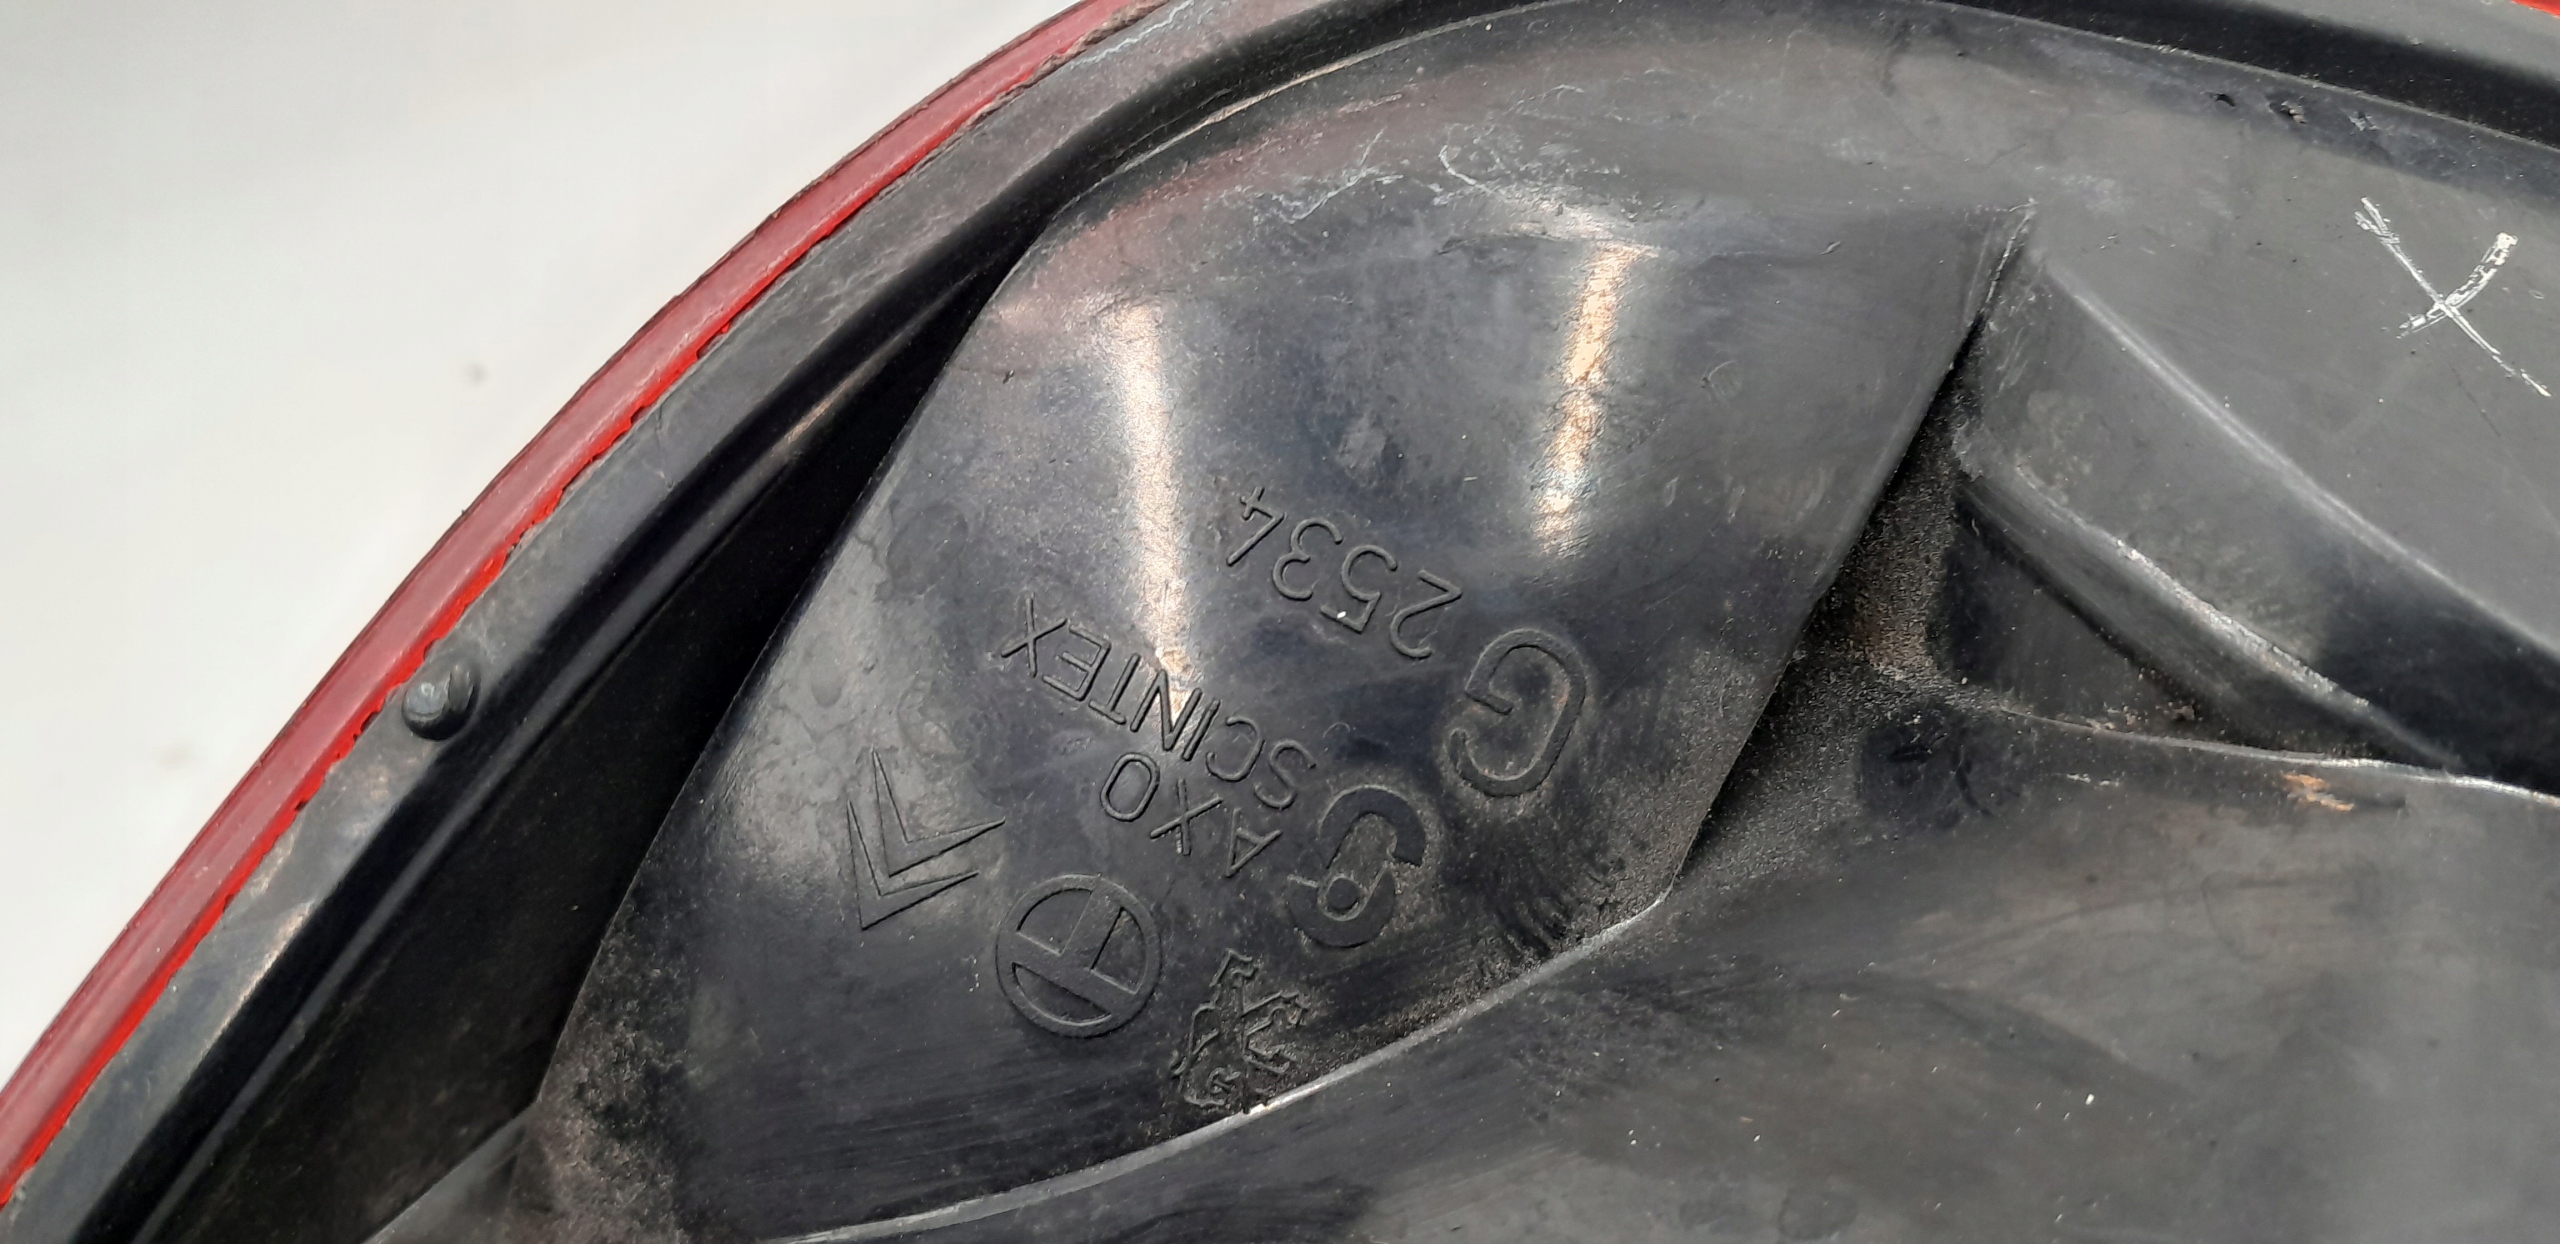 AXO
SCINTEX
G
G 2534